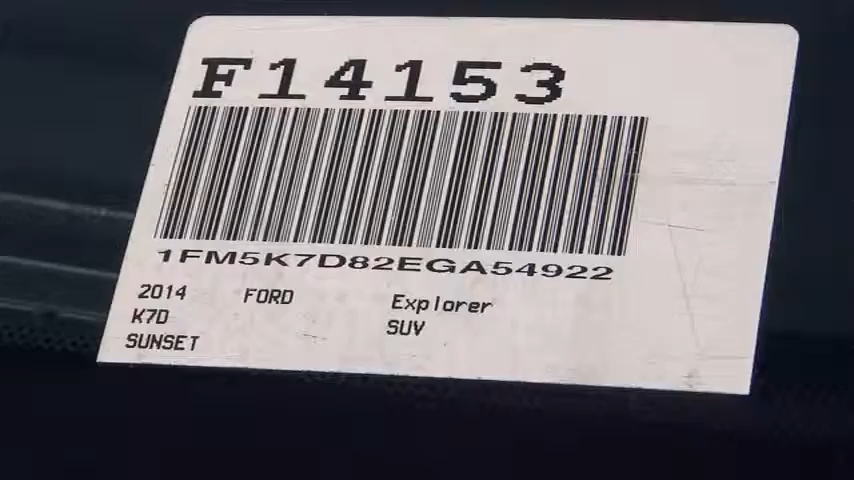 F14153
1FM5K7D82EGA54922
2014 FORD Explorer
K7D SUV
SUNSET